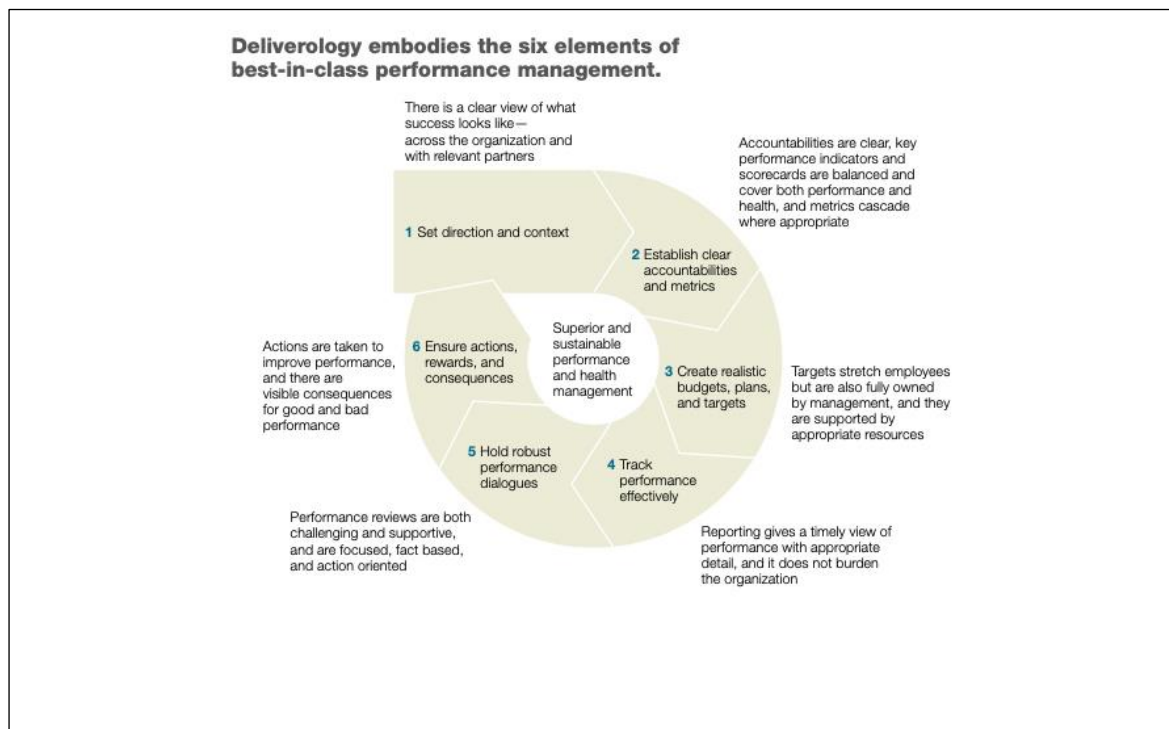 Deliverology embodies the six elements of
best-in-class performance management.
There is a clear view of what
success looks like—
across the organization and
with relevant partners
1 Set direction and context
Accountabilities are clear, key
performance indicators and
scorecards are balanced and
cover both performance and
health, and metrics cascade
where appropriate
2 Establish clear
accountabilities
and metrics
Targets stretch employees
but are also fully owned
by management, and they
are supported by
appropriate resources
3 Create realistic
budgets, plans,
and targets
Reporting gives a timely view of
performance with appropriate
detail, and it does not burden
the organization
4 Track
performance
effectively
Performance reviews are both
challenging and supportive,
and are focused, fact based,
and action oriented
5 Hold robust
performance
dialogues
Actions are taken to
improve performance,
and there are
visible consequences
for good and bad
performance
6 Ensure actions,
rewards, and
consequences
Superior and
sustainable
performance
and health
management